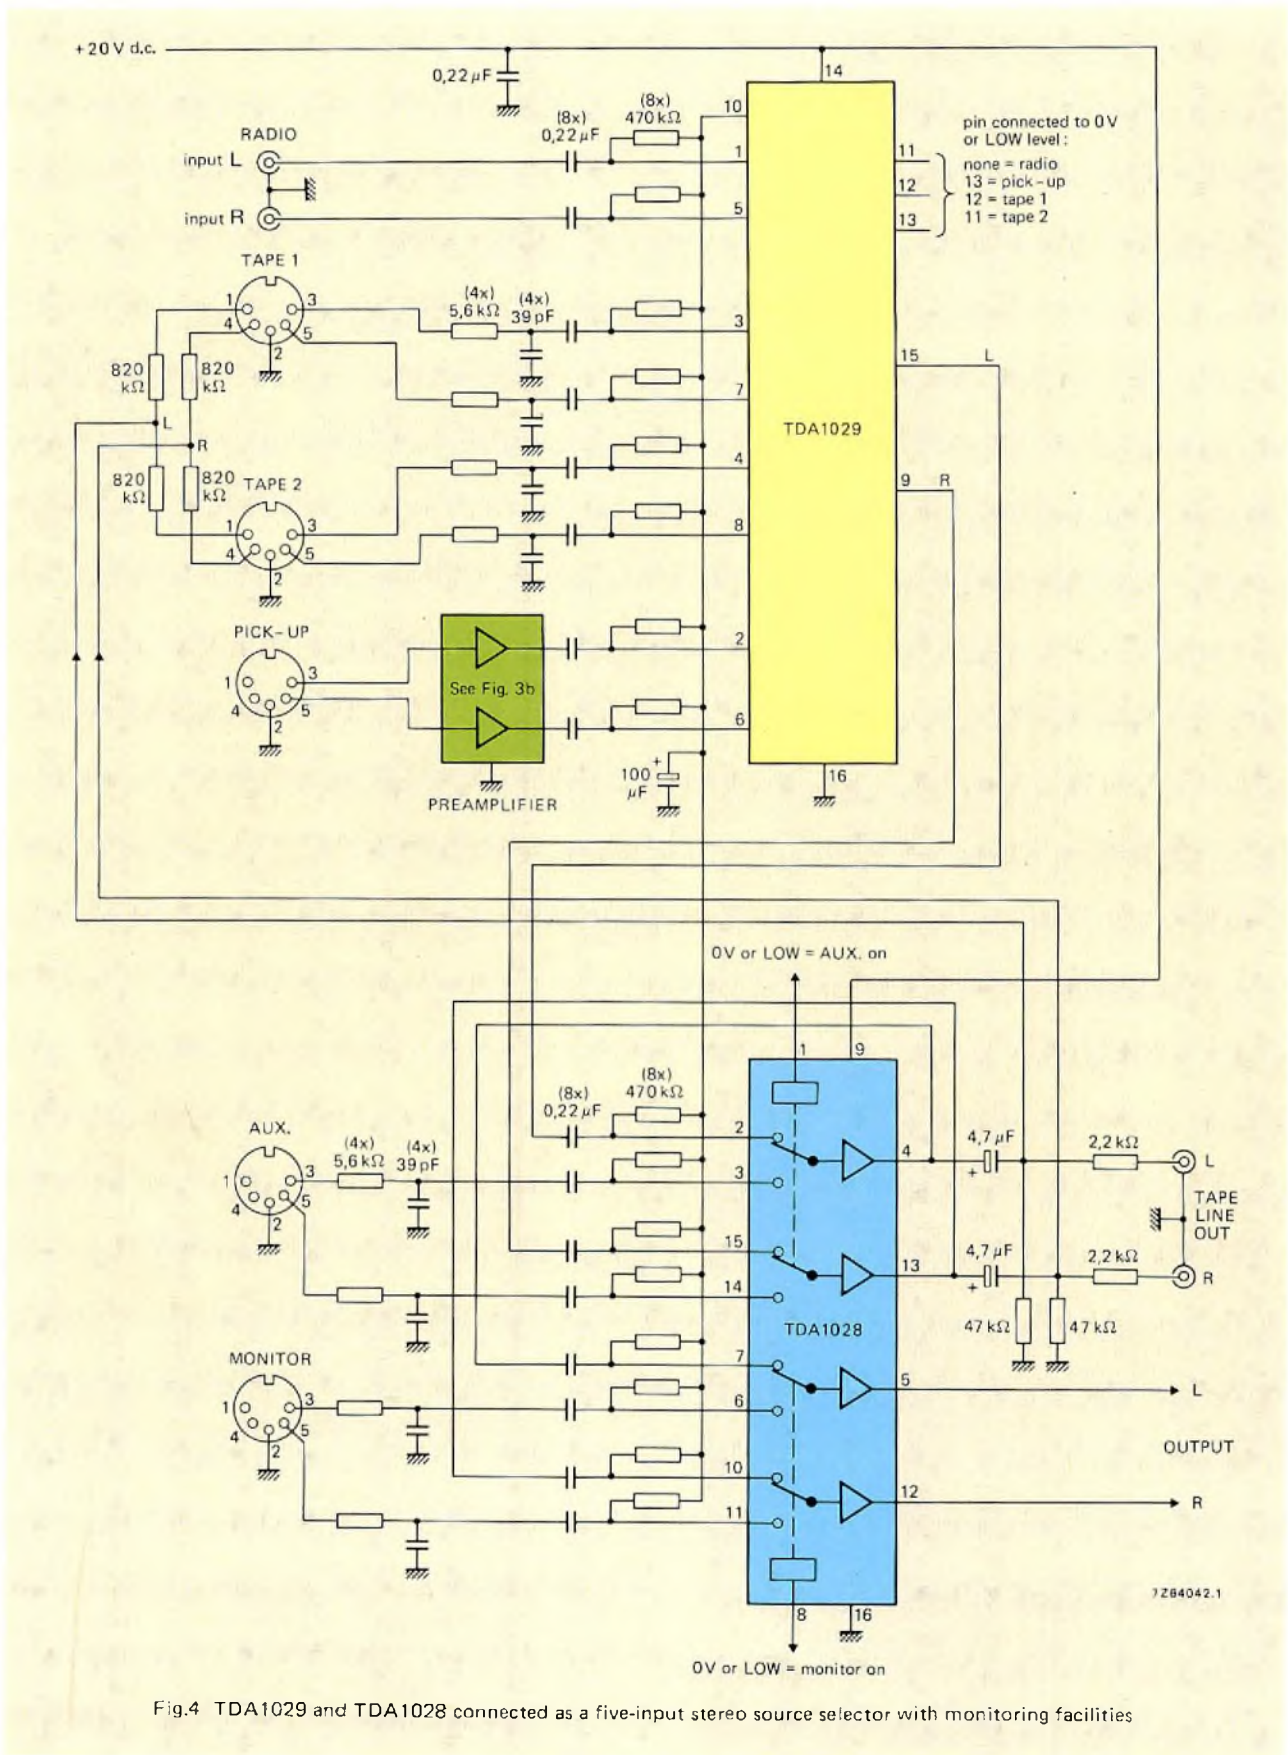 +20 V d.c.
0,22 µF
14
(8x)
470 kΩ
(8x)
0,22 µF
10
RADIO
input L
1
input R
5
11
12
13
pin connected to 0V
or LOW level :
none = radio
13 = pick-up
12 = tape 1
11 = tape 2
TAPE 1
1
3
4
5
2
(4x)
5,6 kΩ
(4x)
39 pF
3
820
kΩ
820
kΩ
7
15
L
TDA1029
L
R
4
820
kΩ
820
kΩ
TAPE 2
1
3
4
5
2
8
9
R
PICK-UP
1
3
4
5
2
See Fig. 3b
2
6
PREAMPLIFIER
+
100
µF
16
0V or LOW = AUX. on
1
9
(8x)
0,22 µF
(8x)
470 kΩ
AUX.
1
3
4
5
2
(4x)
5,6 kΩ
(4x)
39 pF
2
3
15
14
4
4,7 µF
+
2,2 kΩ
L
TAPE
LINE
OUT
13
4,7 µF
+
2,2 kΩ
R
TDA1028
47 kΩ
47 kΩ
MONITOR
1
3
4
5
2
7
6
10
11
5
L
OUTPUT
12
R
8
16
7Z84042.1
0V or LOW = monitor on
Fig.4 TDA1029 and TDA1028 connected as a five-input stereo source selector with monitoring facilities